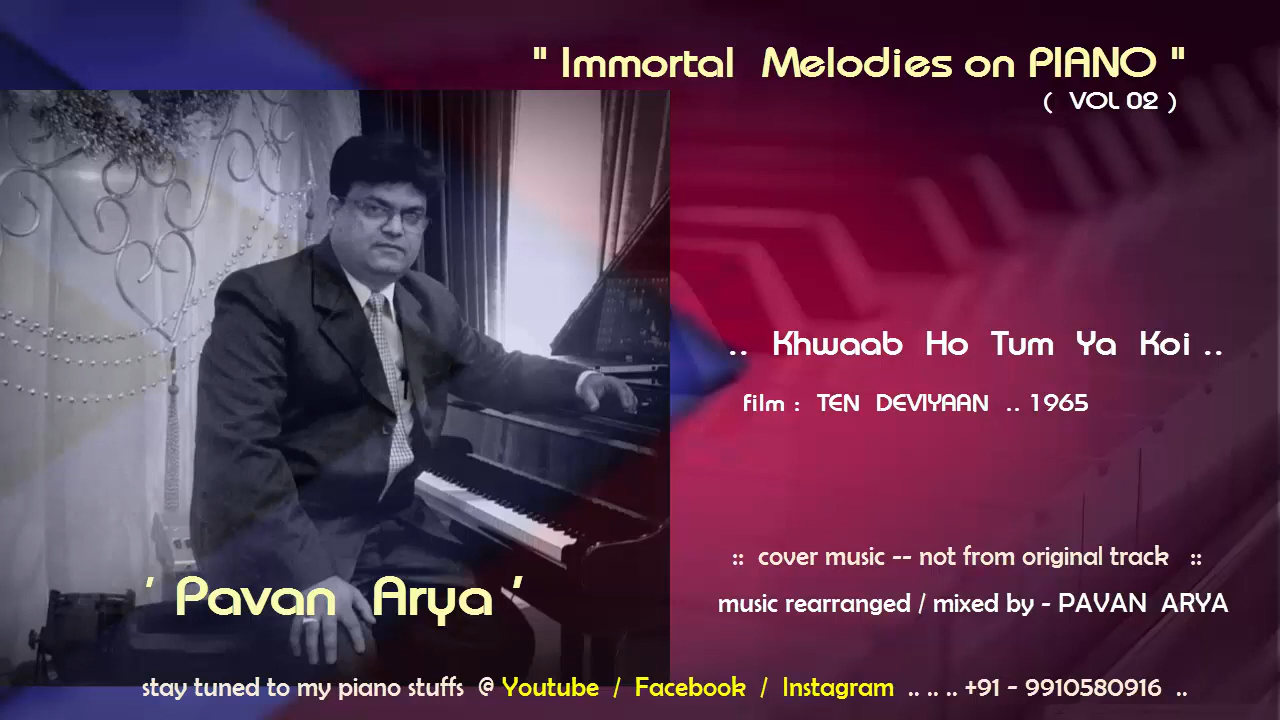 " Immortal Melodies on PIANO "
( VOL 02 )
.. Khwaab Ho Tum Ya Koi ..
film : TEN DEVIYAAN .. 1965
:: cover music -- not from original track ::
' Pavan Arya '
music rearranged / mixed by - PAVAN ARYA
stay tuned to my piano stuffs @ Youtube / Facebook / Instagram .. .. .. +91 - 9910580916 ..